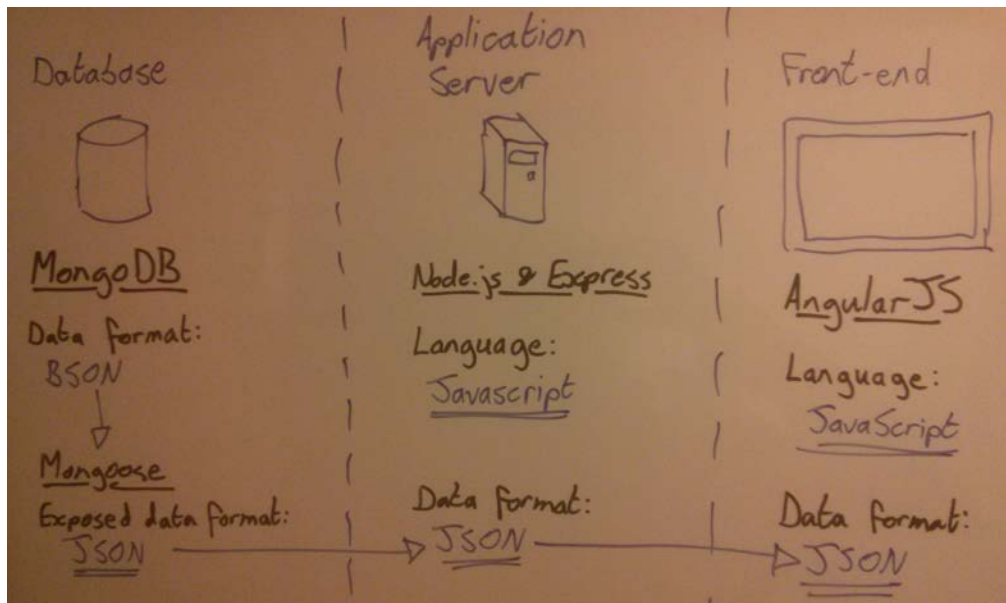 Database
MongoDB
Data format:
BSON
Mongoose
Exposed data format:
JSON
Application
Server
Node.js & Express
Language:
Javascript
Data format:
JSON
Front-end
AngularJS
Language:
JavaScript
Data format:
JSON